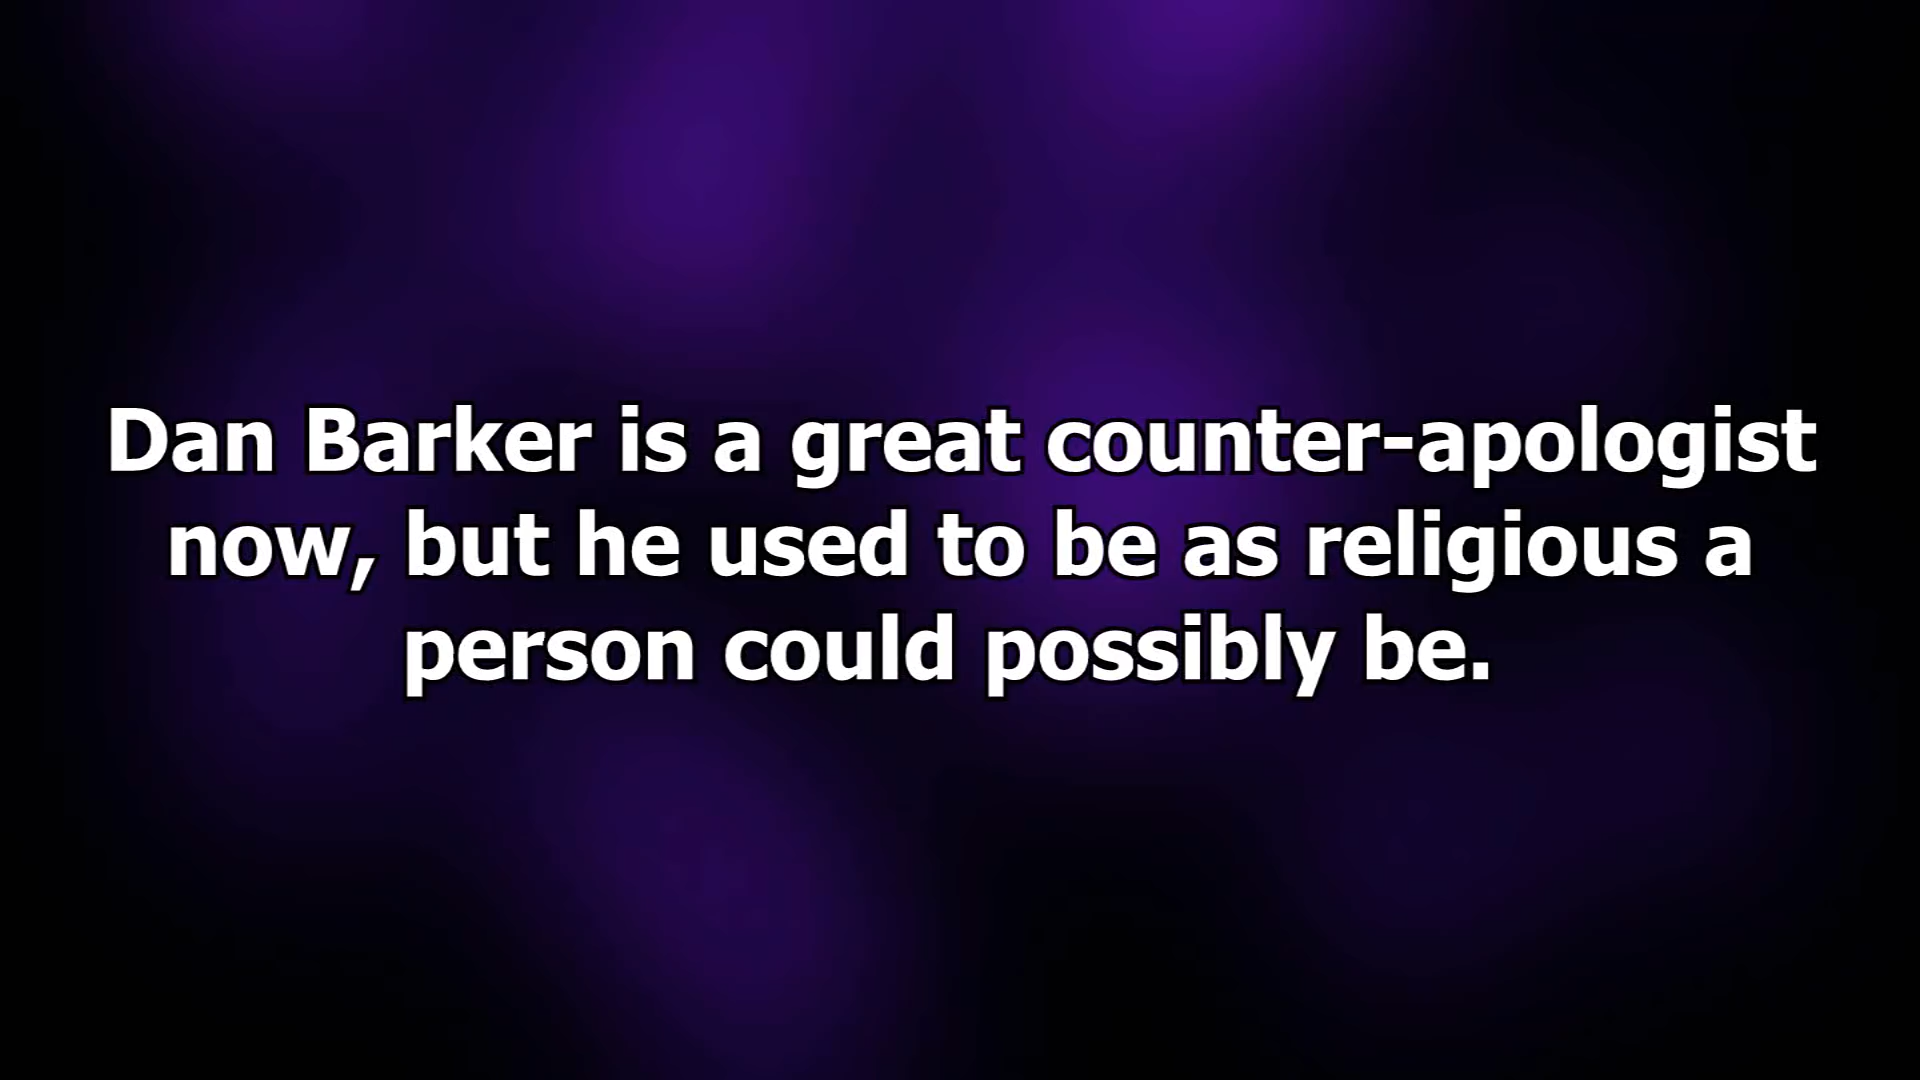 Dan Barker is a great counter-apologist
now, but he used to be as religious a
person could possibly be.